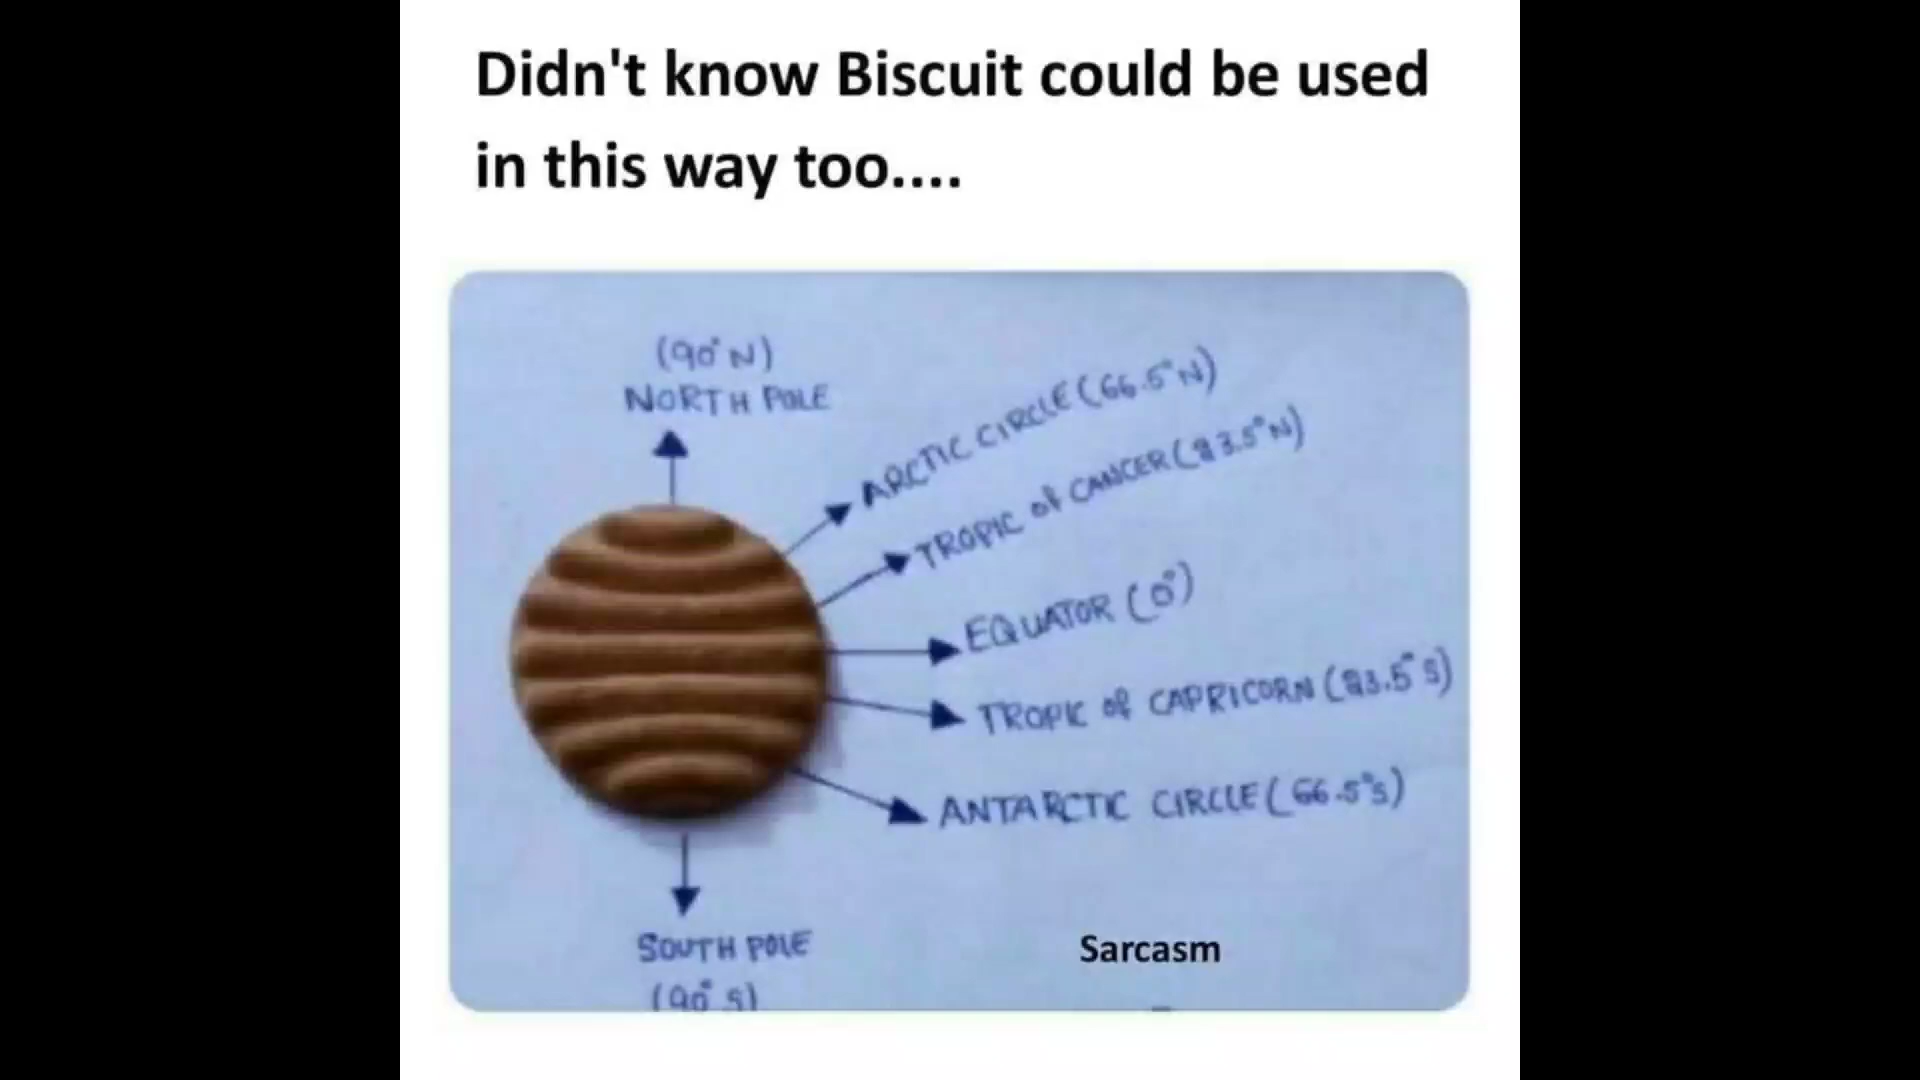 Didn't know Biscuit could be used
in this way too....
(90° N)
NORTH POLE
ARCTIC CIRCLE (66.5° N)
TROPIC of CANCER (23.5° N)
EQUATOR (0°)
TROPIC of CAPRICORN (23.5° S)
ANTARCTIC CIRCLE (66.5° S)
SOUTH POLE
(90° S)
Sarcasm